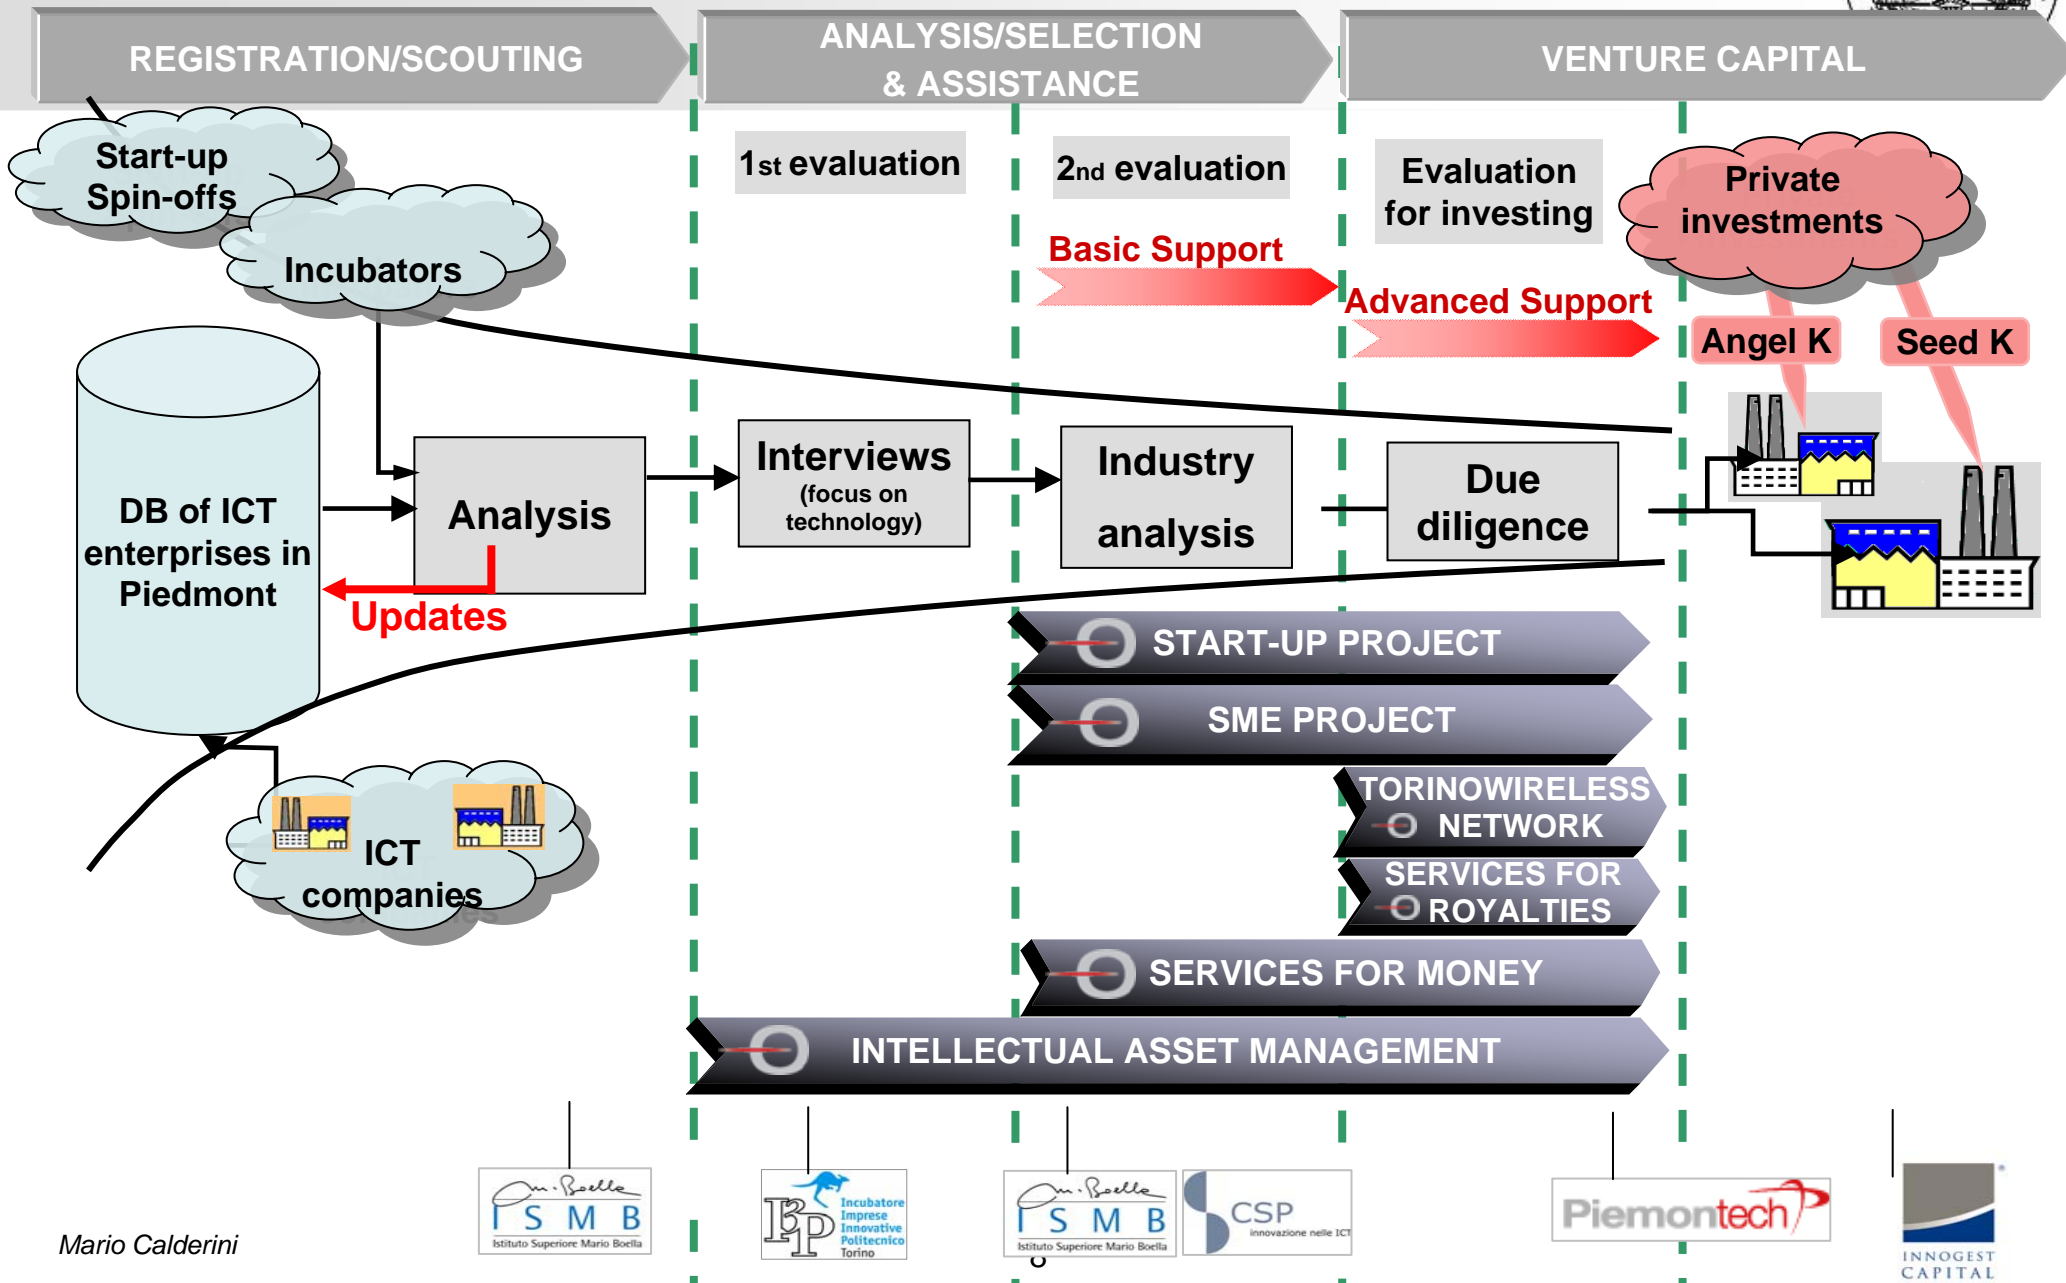 REGISTRATION/SCOUTING
ANALYSIS/SELECTION
& ASSISTANCE
VENTURE CAPITAL
Start-up
Spin-offs
Incubators
1st evaluation
2nd evaluation
Evaluation
for investing
Private
investments
Basic Support
Advanced Support
Angel K
Seed K
DB of ICT
enterprises in
Piedmont
Analysis
Updates
Interviews
(focus on
technology)
Industry
analysis
Due
diligence
START-UP PROJECT
SME PROJECT
TORINOWIRELESS
NETWORK
SERVICES FOR
ROYALTIES
SERVICES FOR MONEY
INTELLECTUAL ASSET MANAGEMENT
ICT
companies
M. Boella
ISMB
Istituto Superiore Mario Boella
I3P
Incubatore
Imprese
Innovative
Politecnico
Torino
M. Boella
ISMB
Istituto Superiore Mario Boella
CSP
innovazione nelle ICT
Piemontech
INNOGEST
CAPITAL
Mario Calderini